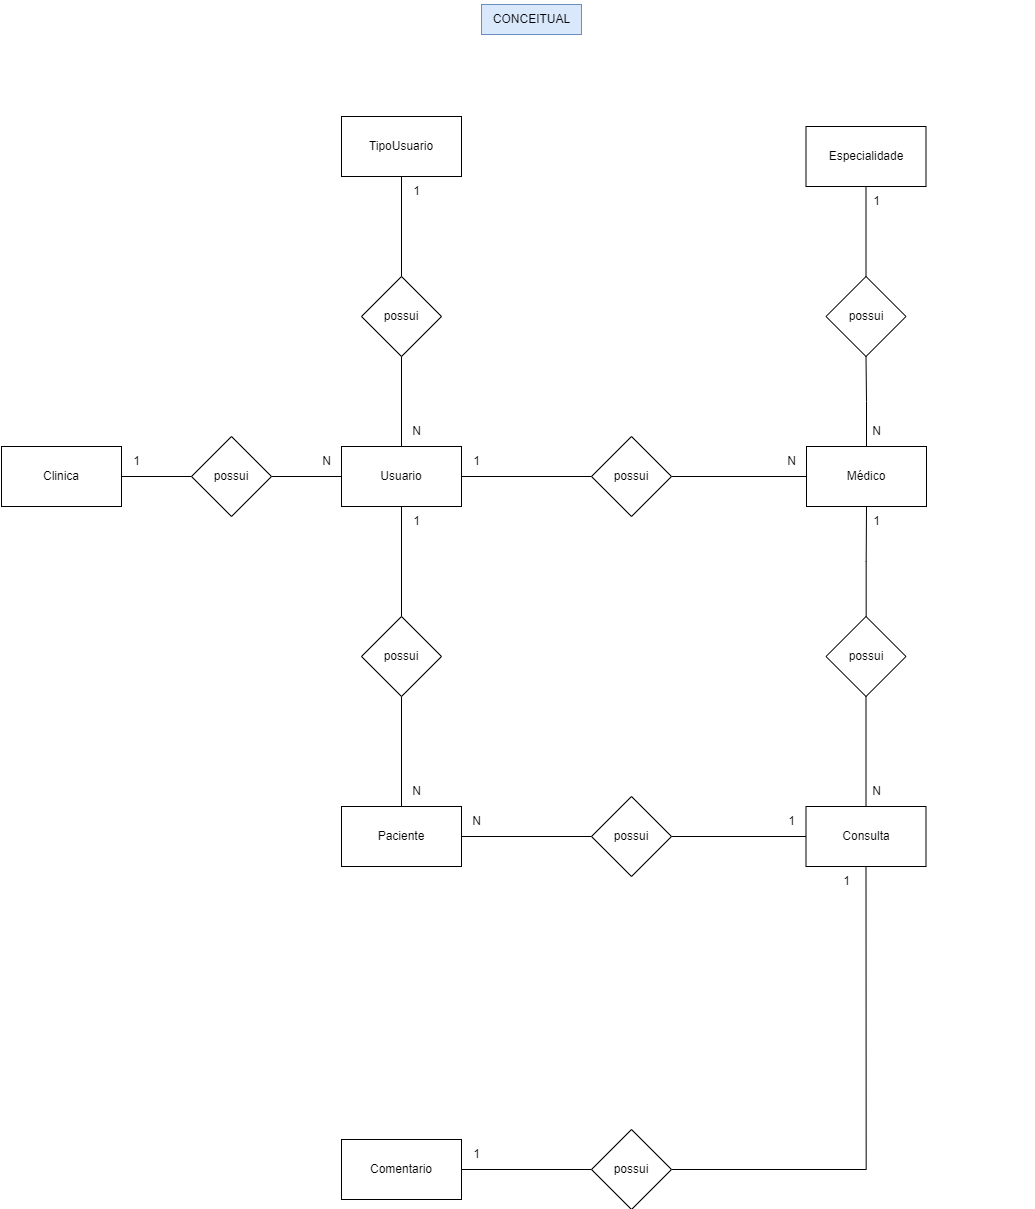 CONCEITUAL
TipoUsuario
Especialidade
1
1
possui
possui
N
N
Clinica
1
possui
N
Usuario
1
possui
N
Médico
1
1
possui
possui
N
N
Paciente
N
possui
1
Consulta
1
Comentario
1
possui